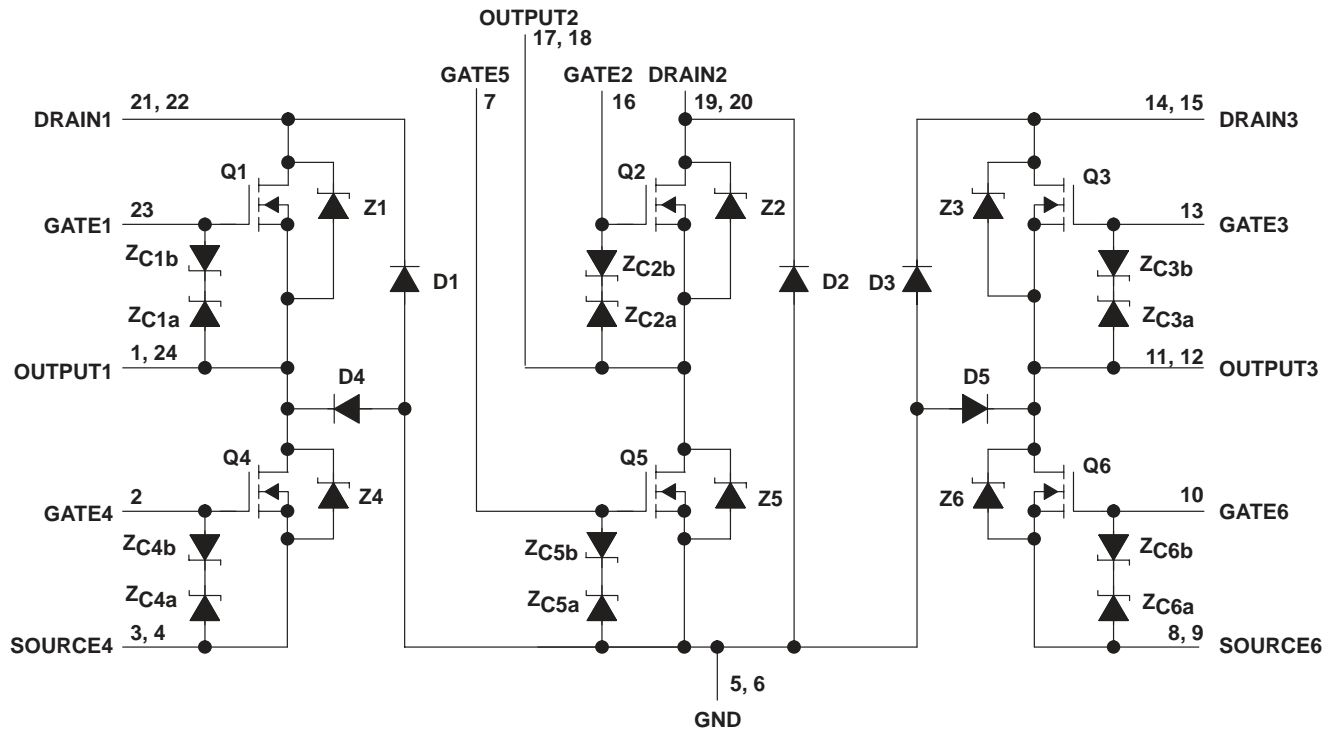 OUTPUT2
17, 18
GATE5
7
GATE2
16
DRAIN2
19, 20
21, 22
DRAIN1
14, 15
DRAIN3
Q1
Z1
Q2
Z2
Z3
Q3
23
GATE1
13
GATE3
ZC1b
ZC1a
D1
ZC2b
ZC2a
D2
D3
ZC3b
ZC3a
1, 24
OUTPUT1
11, 12
OUTPUT3
D4
D5
Q4
Z4
Q5
Z5
Z6
Q6
2
GATE4
10
GATE6
ZC4b
ZC4a
ZC5b
ZC5a
ZC6b
ZC6a
3, 4
SOURCE4
8, 9
SOURCE6
5, 6
GND